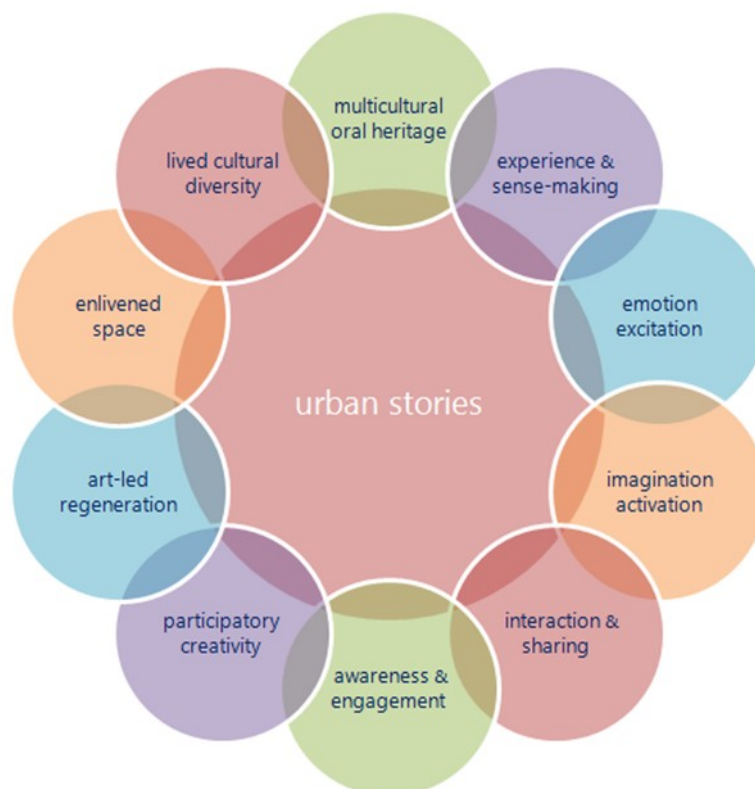 multicultural
oral heritage
experience &
sense-making
emotion
excitation
imagination
activation
interaction &
sharing
awareness &
engagement
participatory
creativity
art-led
regeneration
enlivened
space
lived cultural
diversity
urban stories